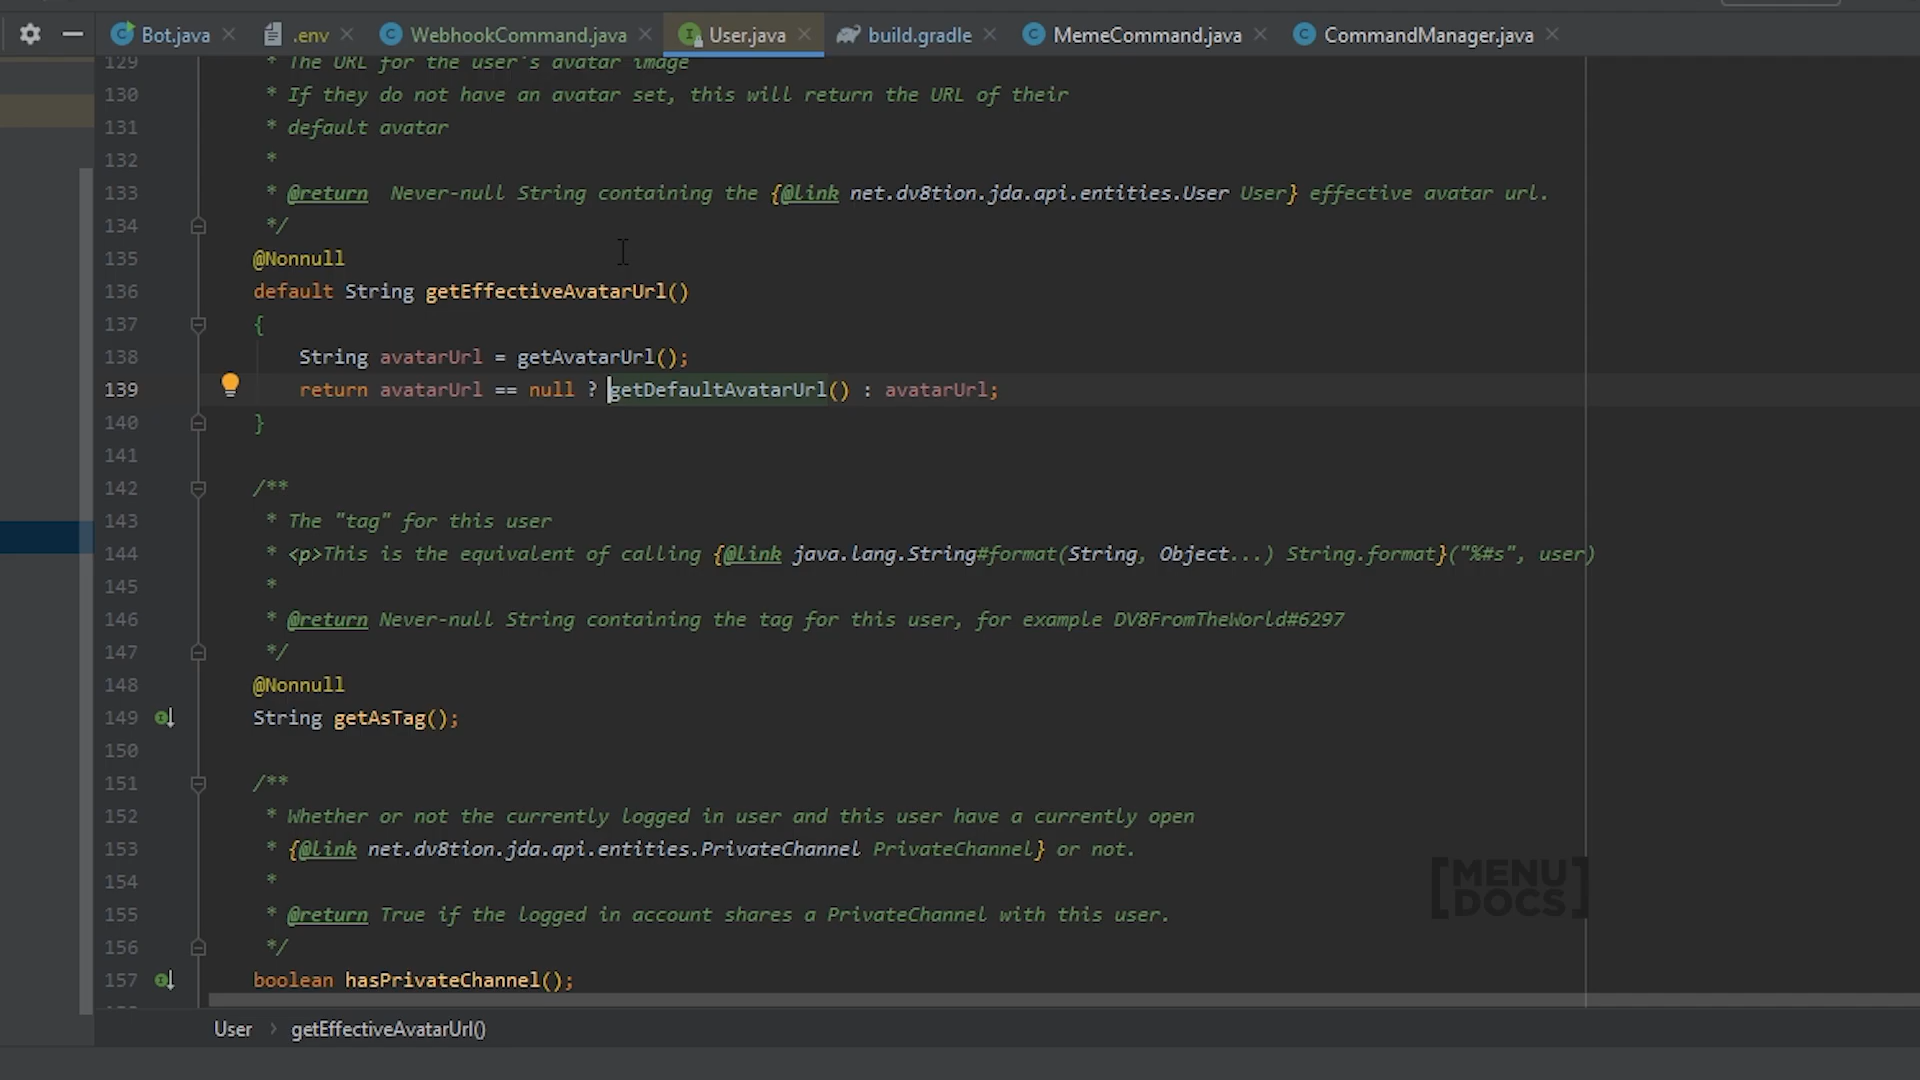 Bot.java .env WebhookCommand.java User.java build.gradle MemeCommand.java CommandManager.java
129 * The URL for the user's avatar image
130 * If they do not have an avatar set, this will return the URL of their
131 * default avatar
132 *
133 * @return  Never-null String containing the {@link net.dv8tion.jda.api.entities.User User} effective avatar url.
134 */
135 @Nonnull
136 default String getEffectiveAvatarUrl()
137 {
138 String avatarUrl = getAvatarUrl();
139 return avatarUrl == null ? getDefaultAvatarUrl() : avatarUrl;
140 }
141
142 /**
143 * The "tag" for this user
144 * <p>This is the equivalent of calling {@link java.lang.String#format(String, Object...) String.format}("%#s", user)
145 *
146 * @return Never-null String containing the tag for this user, for example DV8FromTheWorld#6297
147 */
148 @Nonnull
149 String getAsTag();
150
151 /**
152 * Whether or not the currently logged in user and this user have a currently open
153 * {@link net.dv8tion.jda.api.entities.PrivateChannel PrivateChannel} or not.
154 *
155 * @return True if the logged in account shares a PrivateChannel with this user.
156 */
157 boolean hasPrivateChannel();
[MENU
DOCS]
User › getEffectiveAvatarUrl()